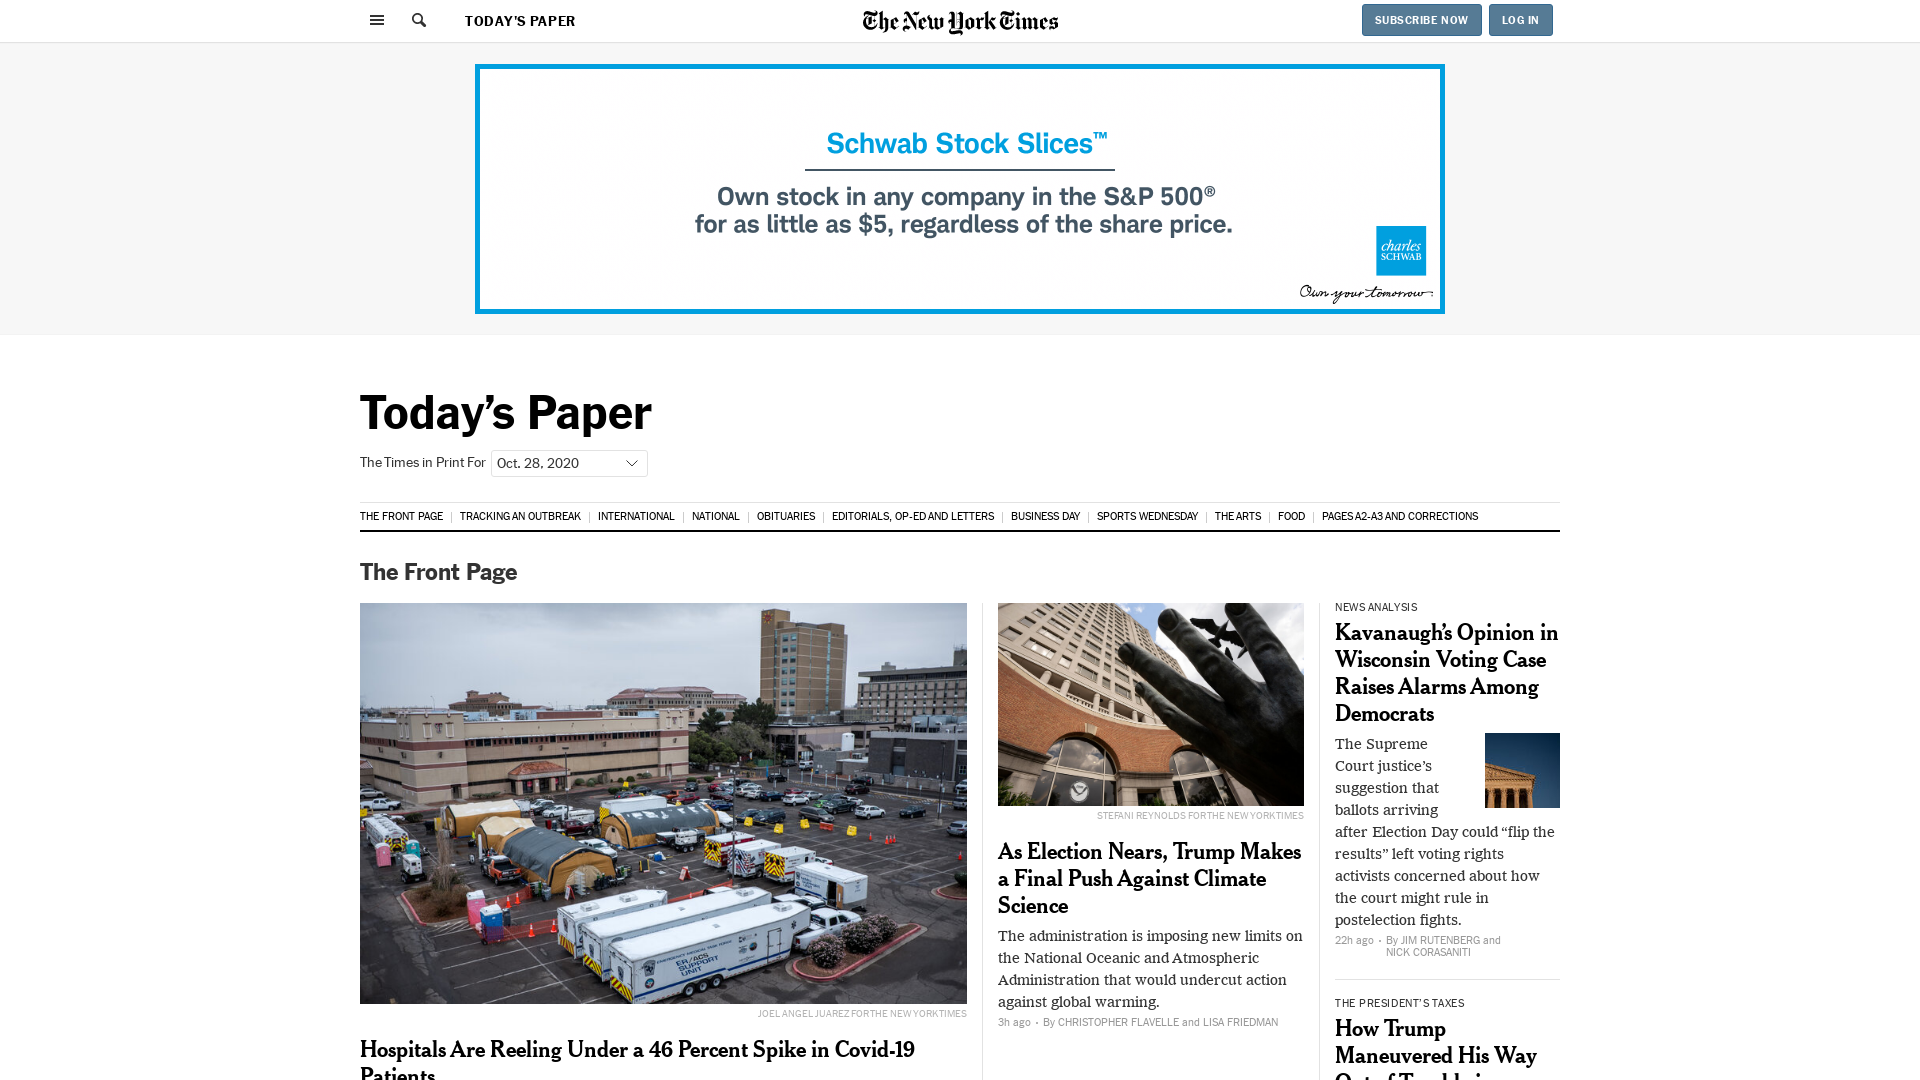 TODAY'S PAPER
The New York Times
SUBSCRIBE NOW
LOG IN
Schwab Stock Slices™
Own stock in any company in the S&P 500®
for as little as $5, regardless of the share price.
charles
SCHWAB
Own your tomorrow
Today's Paper
The Times in Print For
Oct. 28, 2020
THE FRONT PAGE
TRACKING AN OUTBREAK
INTERNATIONAL
NATIONAL
OBITUARIES
EDITORIALS, OP-ED AND LETTERS
BUSINESS DAY
SPORTS WEDNESDAY
THE ARTS
FOOD
PAGES A2-A3 AND CORRECTIONS
The Front Page
ER/ACS
SUPPORT
UNIT
JOEL ANGEL JUAREZ FOR THE NEW YORK TIMES
Hospitals Are Reeling Under a 46 Percent Spike in Covid-19
Patients
STEFANI REYNOLDS FOR THE NEW YORK TIMES
As Election Nears, Trump Makes
a Final Push Against Climate
Science
The administration is imposing new limits on
the National Oceanic and Atmospheric
Administration that would undercut action
against global warming.
3h ago • By CHRISTOPHER FLAVELLE and LISA FRIEDMAN
NEWS ANALYSIS
Kavanaugh's Opinion in
Wisconsin Voting Case
Raises Alarms Among
Democrats
The Supreme
Court justice's
suggestion that
ballots arriving
after Election Day could “flip the
results” left voting rights
activists concerned about how
the court might rule in
postelection fights.
22h ago • By JIM RUTENBERG and
NICK CORASANITI
THE PRESIDENT'S TAXES
How Trump
Maneuvered His Way